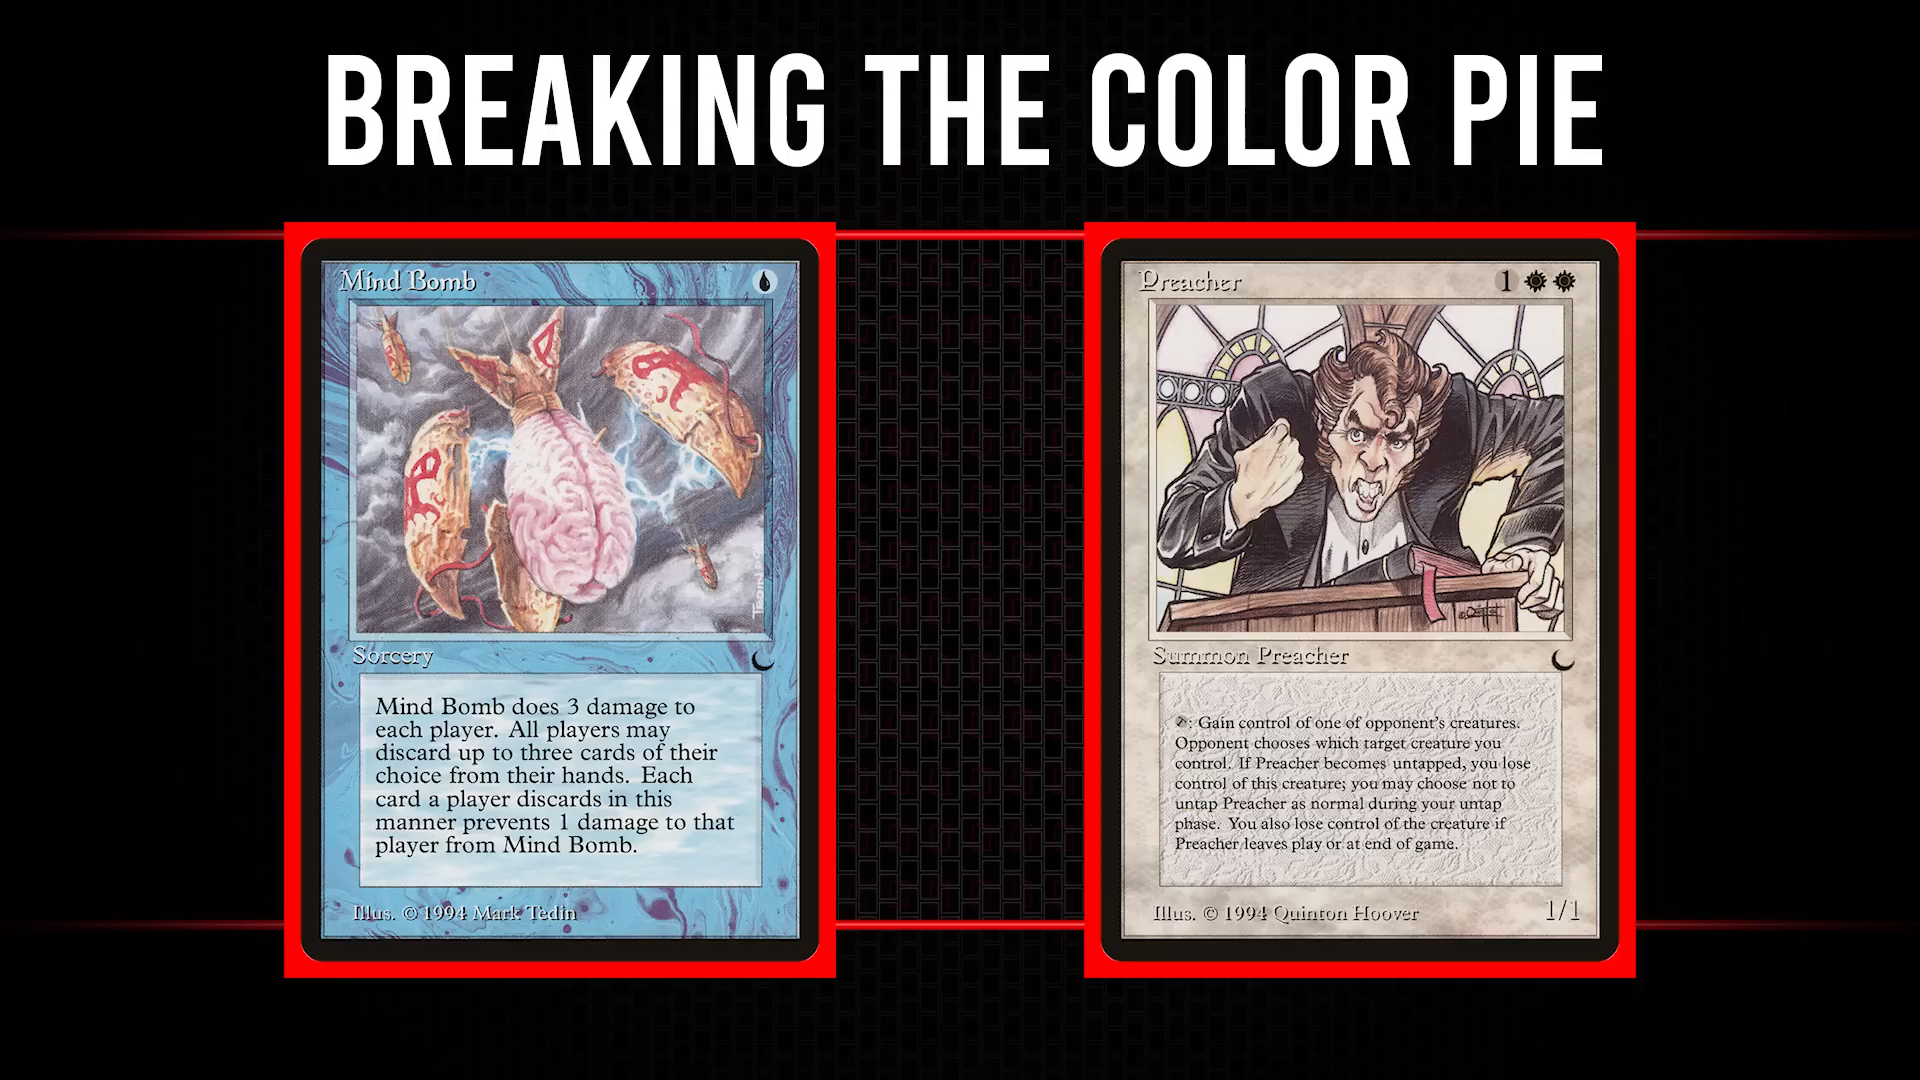 BREAKING THE COLOR PIE
Mind Bomb
Sorcery
Mind Bomb does 3 damage to
each player. All players may
discard up to three cards of their
choice from their hands. Each
card a player discards in this
manner prevents 1 damage to that
player from Mind Bomb.
Illus. © 1994 Mark Tedin
Preacher 1
Summon Preacher
: Gain control of one of opponent's creatures.
Opponent chooses which target creature you
control. If Preacher becomes untapped, you lose
control of this creature; you may choose not to
untap Preacher as normal during your untap
phase. You also lose control of the creature if
Preacher leaves play or at end of game.
Illus. © 1994 Quinton Hoover 1/1